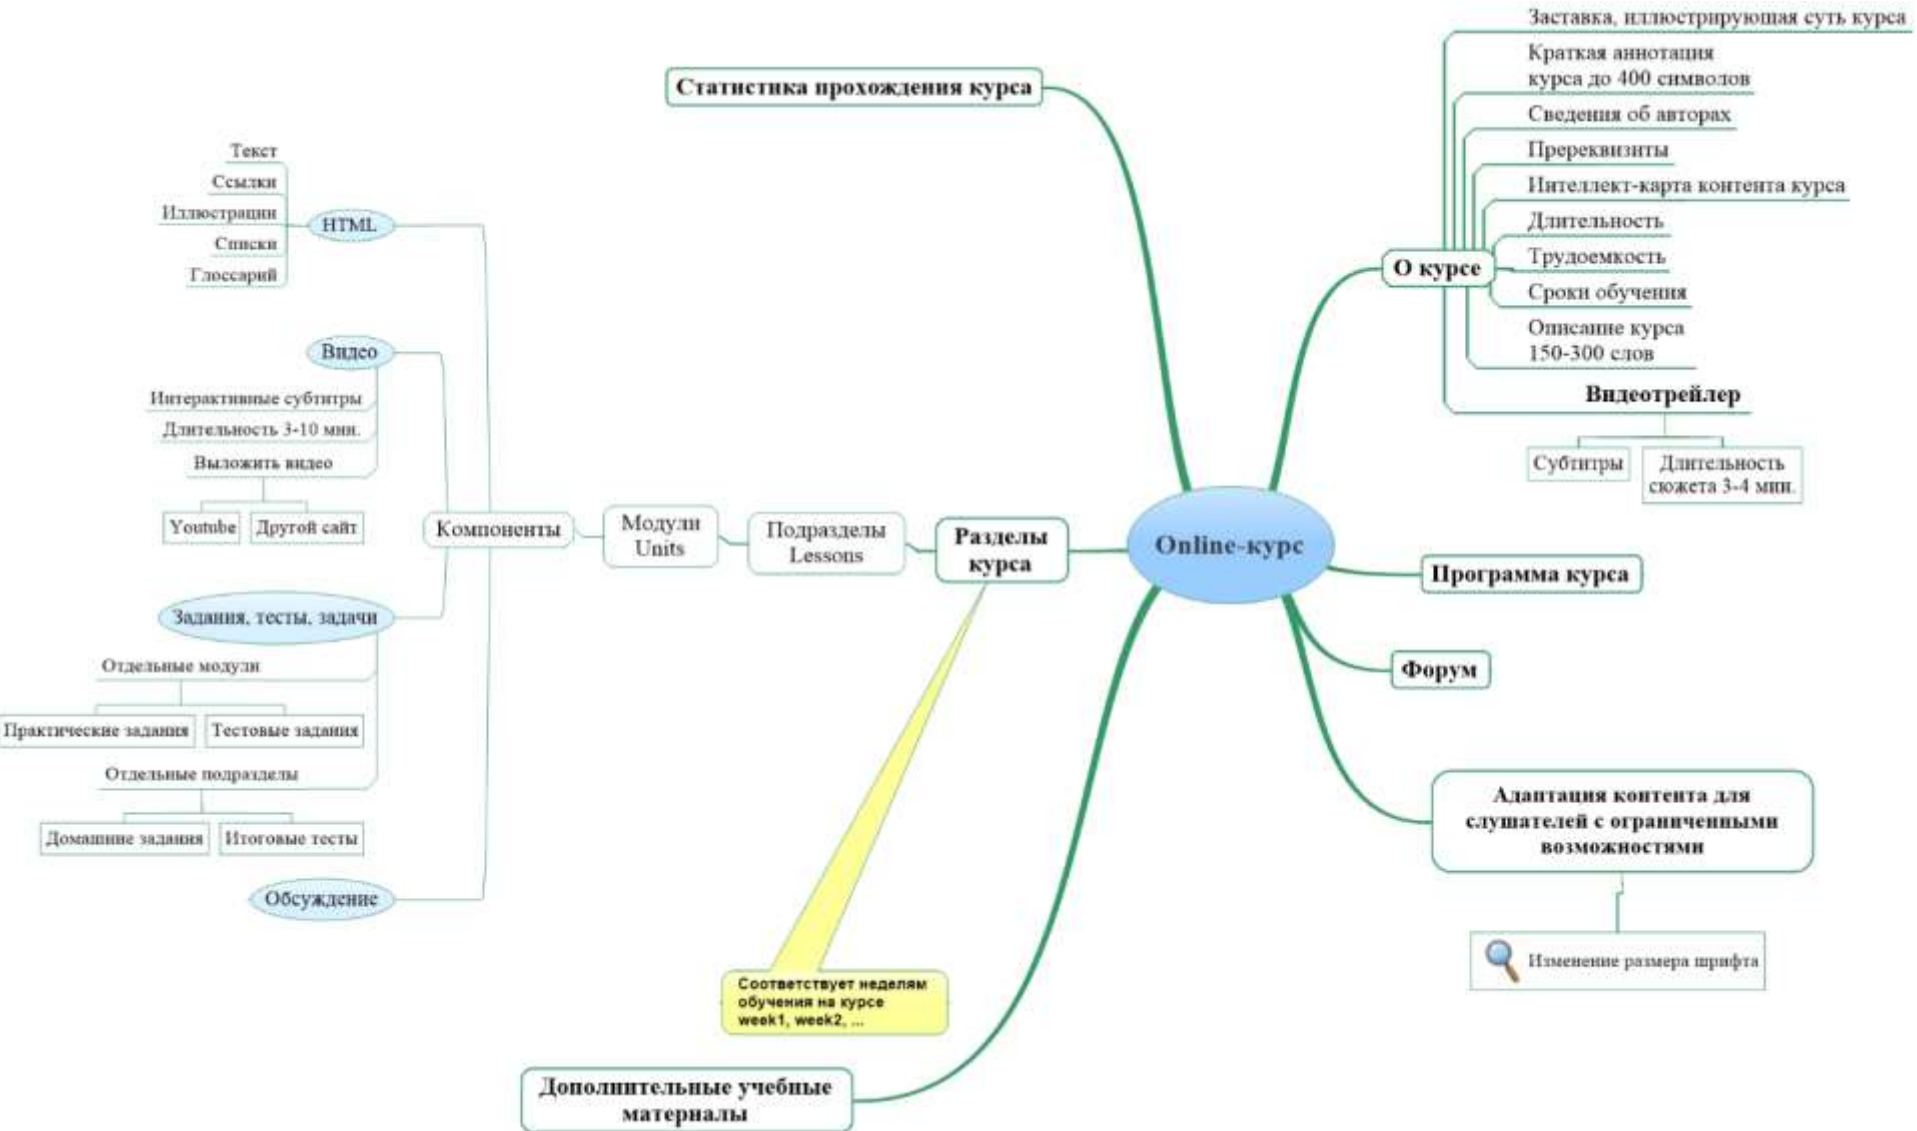 Заставка, иллюстрирующая суть курса
Краткая аннотация
курса до 400 символов
Сведения об авторах
Пререквизиты
Интеллект-карта контента курса
Длительность
Трудоемкость
Сроки обучения
Описание курса
150-300 слов
Видеотрейлер
Субтитры
Длительность
сюжета 3-4 мин.
О курсе
Статистика прохождения курса
Текст
Ссылки
Иллюстрации
Списки
Глоссарий
HTML
Видео
Интерактивные субтитры
Длительность 3-10 мин.
Выложить видео
Youtube
Другой сайт
Компоненты
Модули
Units
Подразделы
Lessons
Разделы
курса
Online-курс
Программа курса
Форум
Задания, тесты, задачи
Отдельные модули
Практические задания
Тестовые задания
Отдельные подразделы
Домашние задания
Итоговые тесты
Обсуждение
Адаптация контента для
слушателей с ограниченными
возможностями
Изменение размера шрифта
Соответствует неделям
обучения на курсе
week1, week2, ...
Дополнительные учебные
материалы